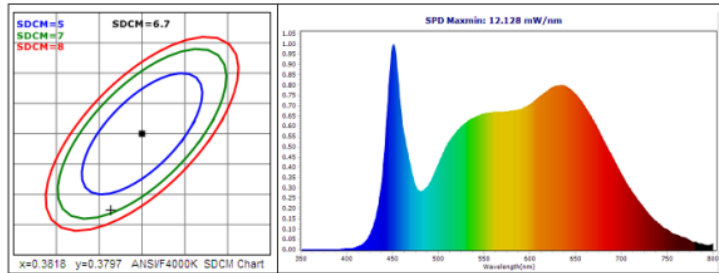 SDCM=5
SDCM=6.7
SDCM=7
SDCM=8
x=0.3818 y=0.3797 ANSI/F4000K SDCM Chart
SPD Maxmin: 12.128 mW/nm
1.05
1.00
0.95
0.90
0.85
0.80
0.75
0.70
0.65
0.60
0.55
0.50
0.45
0.40
0.35
0.30
0.25
0.20
0.15
0.10
0.05
0.00
350 400 450 500 550 600 650 700 750 800
Wavelength(nm)